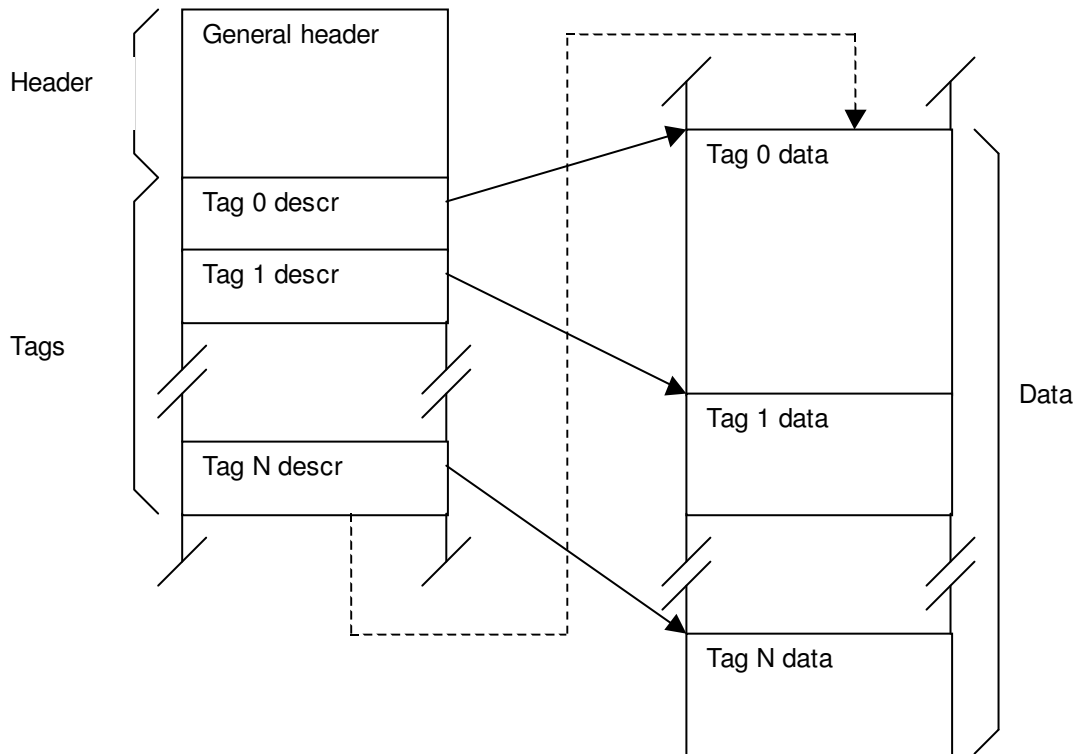 General header
Header
Tag 0 descr
Tag 1 descr
Tags
Tag N descr
Tag 0 data
Tag 1 data
Data
Tag N data